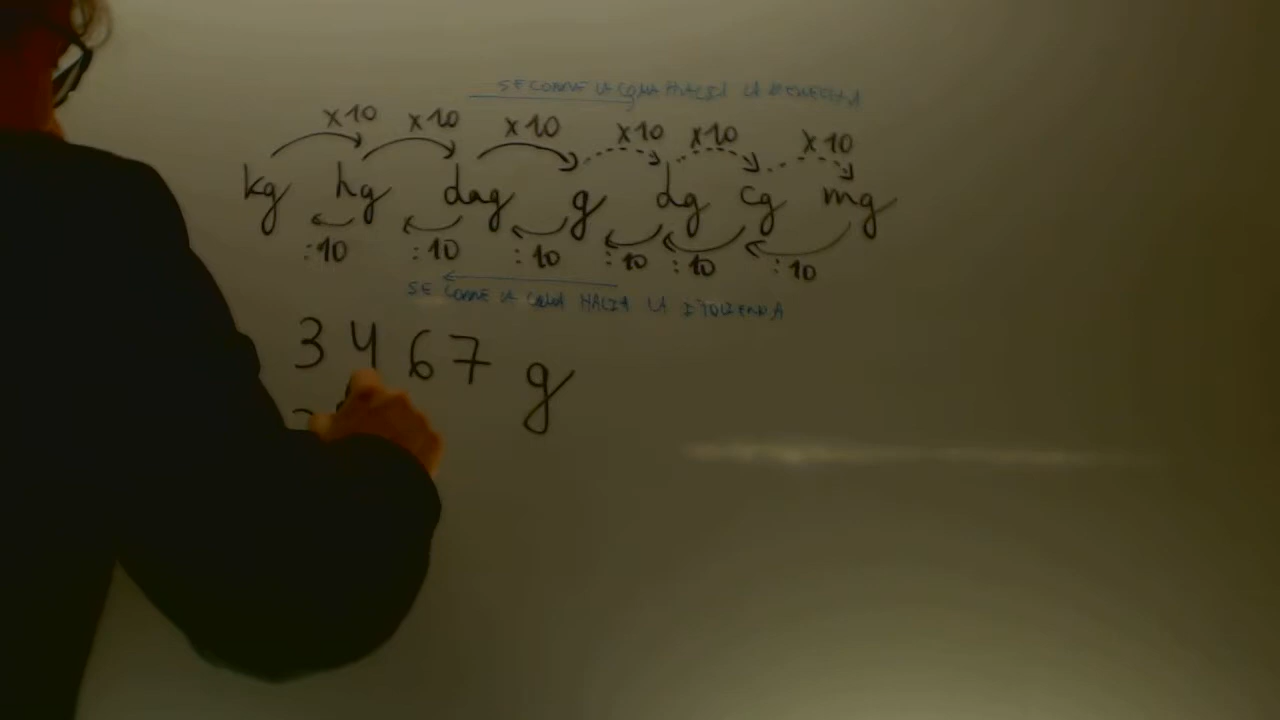 SE CORRE LA COMA HACIA LA DERECHA
x10 x10 x10 x10 x10 x10
kg hg dag g dg cg mg
:10 :10 :10 :10 :10 :10
SE CORRE LA COMA HACIA LA IZQUIERDA
3467 g